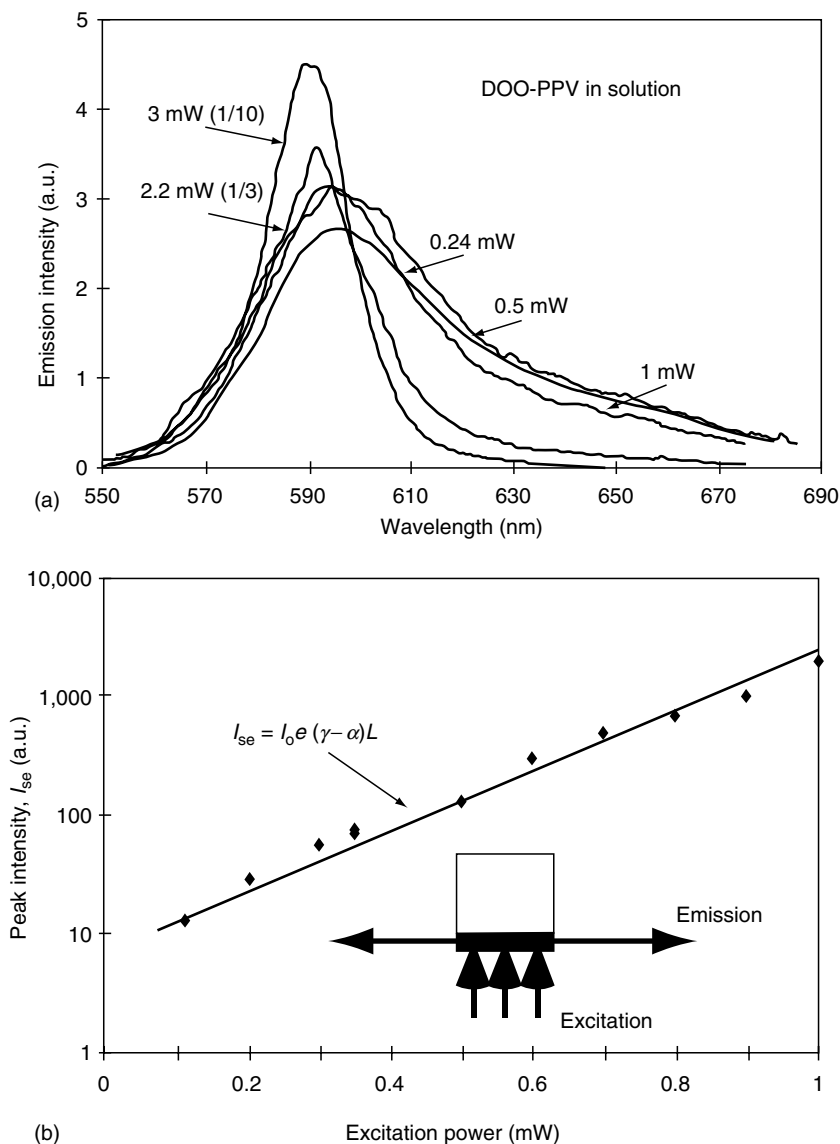 5
4
3
2
1
0
Emission intensity (a.u.)
DOO-PPV in solution
3 mW (1/10)
2.2 mW (1/3)
0.24 mW
0.5 mW
1 mW
550 570 590 610 630 650 670 690
(a)
Wavelength (nm)
10,000
1,000
100
10
1
Peak intensity, Ise (a.u.)
Ise = Ioe (γ–α)L
Emission
Excitation
0 0.2 0.4 0.6 0.8 1
(b)
Excitation power (mW)